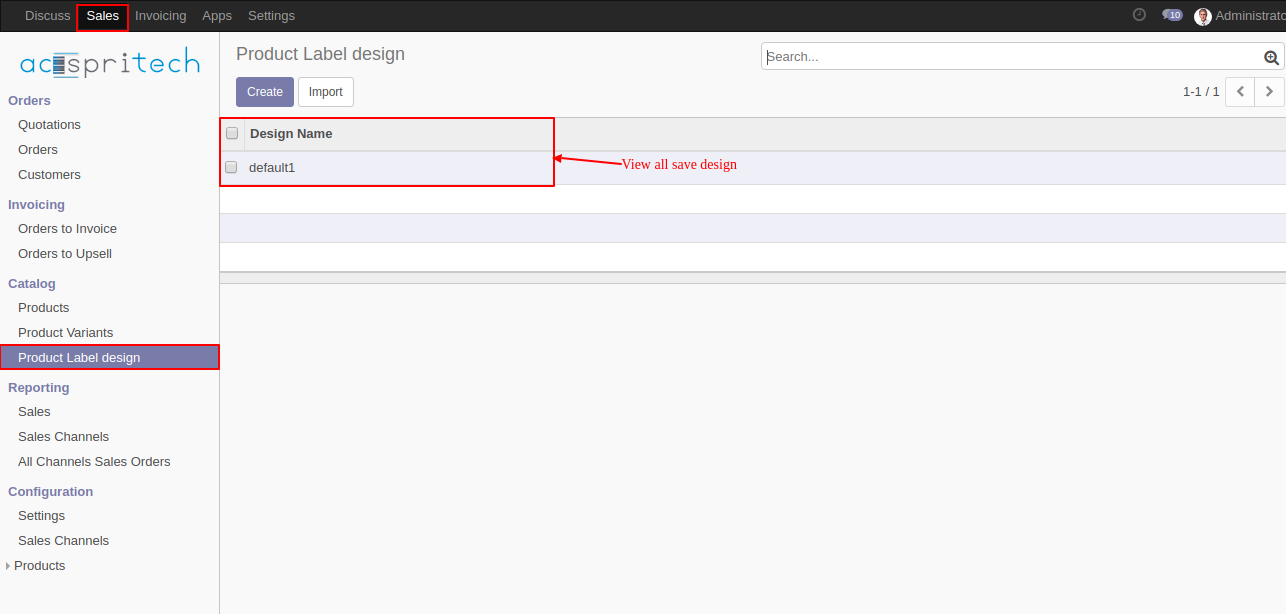 Discuss Sales Invoicing Apps Settings 10 Administrato
acespritech
Product Label design
Search...
Create Import
1-1 / 1
Orders
Quotations
Orders
Customers
Invoicing
Orders to Invoice
Orders to Upsell
Catalog
Products
Product Variants
Product Label design
Reporting
Sales
Sales Channels
All Channels Sales Orders
Configuration
Settings
Sales Channels
Products
Design Name
default1
View all save design